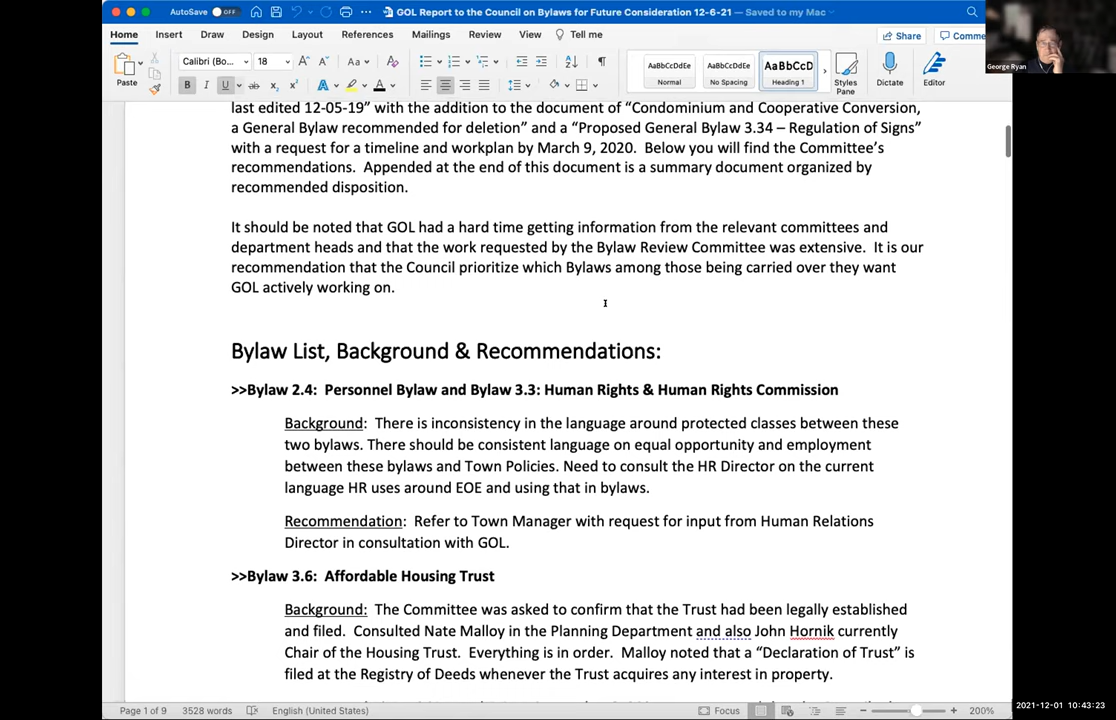 AutoSave OFF GOL Report to the Council on Bylaws for Future Consideration 12-6-21 — Saved to my Mac
Home Insert Draw Design Layout References Mailings Review View Tell me Share Comme
George Ryan
Paste Calibri (Bo... 18 A A Aa A AaBbCcDdEe AaBbCcDdEe AaBbCcD
Normal No Spacing Heading 1 Styles Pane Dictate Editor
B I U ab x₂ x² A A
last edited 12-05-19” with the addition to the document of “Condominium and Cooperative Conversion,
a General Bylaw recommended for deletion” and a “Proposed General Bylaw 3.34 – Regulation of Signs”
with a request for a timeline and workplan by March 9, 2020.  Below you will find the Committee’s
recommendations.  Appended at the end of this document is a summary document organized by
recommended disposition.
It should be noted that GOL had a hard time getting information from the relevant committees and
department heads and that the work requested by the Bylaw Review Committee was extensive.  It is our
recommendation that the Council prioritize which Bylaws among those being carried over they want
GOL actively working on.
Bylaw List, Background & Recommendations:
>>Bylaw 2.4:  Personnel Bylaw and Bylaw 3.3: Human Rights & Human Rights Commission
Background:  There is inconsistency in the language around protected classes between these
two bylaws. There should be consistent language on equal opportunity and employment
between these bylaws and Town Policies. Need to consult the HR Director on the current
language HR uses around EOE and using that in bylaws.
Recommendation:  Refer to Town Manager with request for input from Human Relations
Director in consultation with GOL.
>>Bylaw 3.6:  Affordable Housing Trust
Background:  The Committee was asked to confirm that the Trust had been legally established
and filed.  Consulted Nate Malloy in the Planning Department and also John Hornik currently
Chair of the Housing Trust.  Everything is in order.  Malloy noted that a “Declaration of Trust” is
filed at the Registry of Deeds whenever the Trust acquires any interest in property.
Page 1 of 9 3528 words English (United States) Focus 200%
2021-12-01 10:43:23